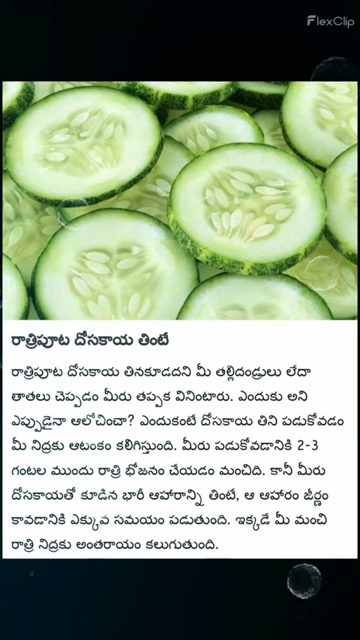 FlexClip
రాత్రిపూట దోసకాయ తింటే
రాత్రిపూట దోసకాయ తినకూడదని మీ తల్లిదండ్రులు లేదా
తాతలు చెప్పడం మీరు తప్పక వినింటారు. ఎందుకు అని
ఎప్పుడైనా ఆలోచించా? ఎందుకంటే దోసకాయ తిని పడుకోవడం
మీ నిద్రకు ఆటంకం కలిగిస్తుంది. మీరు పడుకోవడానికి 2-3
గంటల ముందు రాత్రి భోజనం చేయడం మంచిది. కానీ మీరు
దోసకాయతో కూడిన భారీ ఆహారాన్ని తింటే, ఆ ఆహారం జీర్ణం
కావడానికి ఎక్కువ సమయం పడుతుంది. ఇక్కడే మీ మంచి
రాత్రి నిద్రకు అంతరాయం కలుగుతుంది.